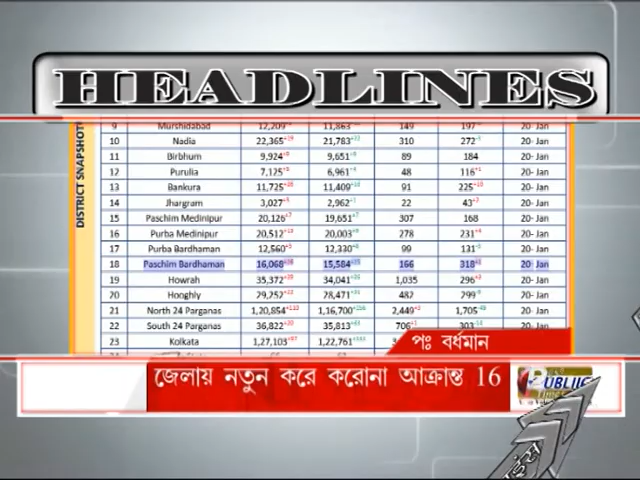 HEADLINES
DISTRICT SNAPSHOT
9 Murshidabad 12,209 11,863 149 197 20- Jan
10 Nadia 22,365 21,783 310 272 20- Jan
11 Birbhum 9,924 9,651 89 184 20- Jan
12 Purulia 7,125 6,961 48 116 20- Jan
13 Bankura 11,725 11,409 91 225 20- Jan
14 Jhargram 3,027 2,962 22 43 20- Jan
15 Paschim Medinipur 20,126 19,651 307 168 20- Jan
16 Purba Medinipur 20,512 20,003 278 231 20- Jan
17 Purba Bardhaman 12,560 12,330 99 131 20- Jan
18 Paschim Bardhaman 16,068 15,584 166 318 20- Jan
19 Howrah 35,372 34,041 1,035 296 20- Jan
20 Hooghly 29,252 28,471 482 299 20- Jan
21 North 24 Parganas 1,20,854 1,16,700 2,449 1,705 20- Jan
22 South 24 Parganas 36,822 35,813 706 303 20- Jan
23 Kolkata 1,27,103 1,22,761
পঃ বর্ধমান
জেলায় নতুন করে করোনা আক্রান্ত 16